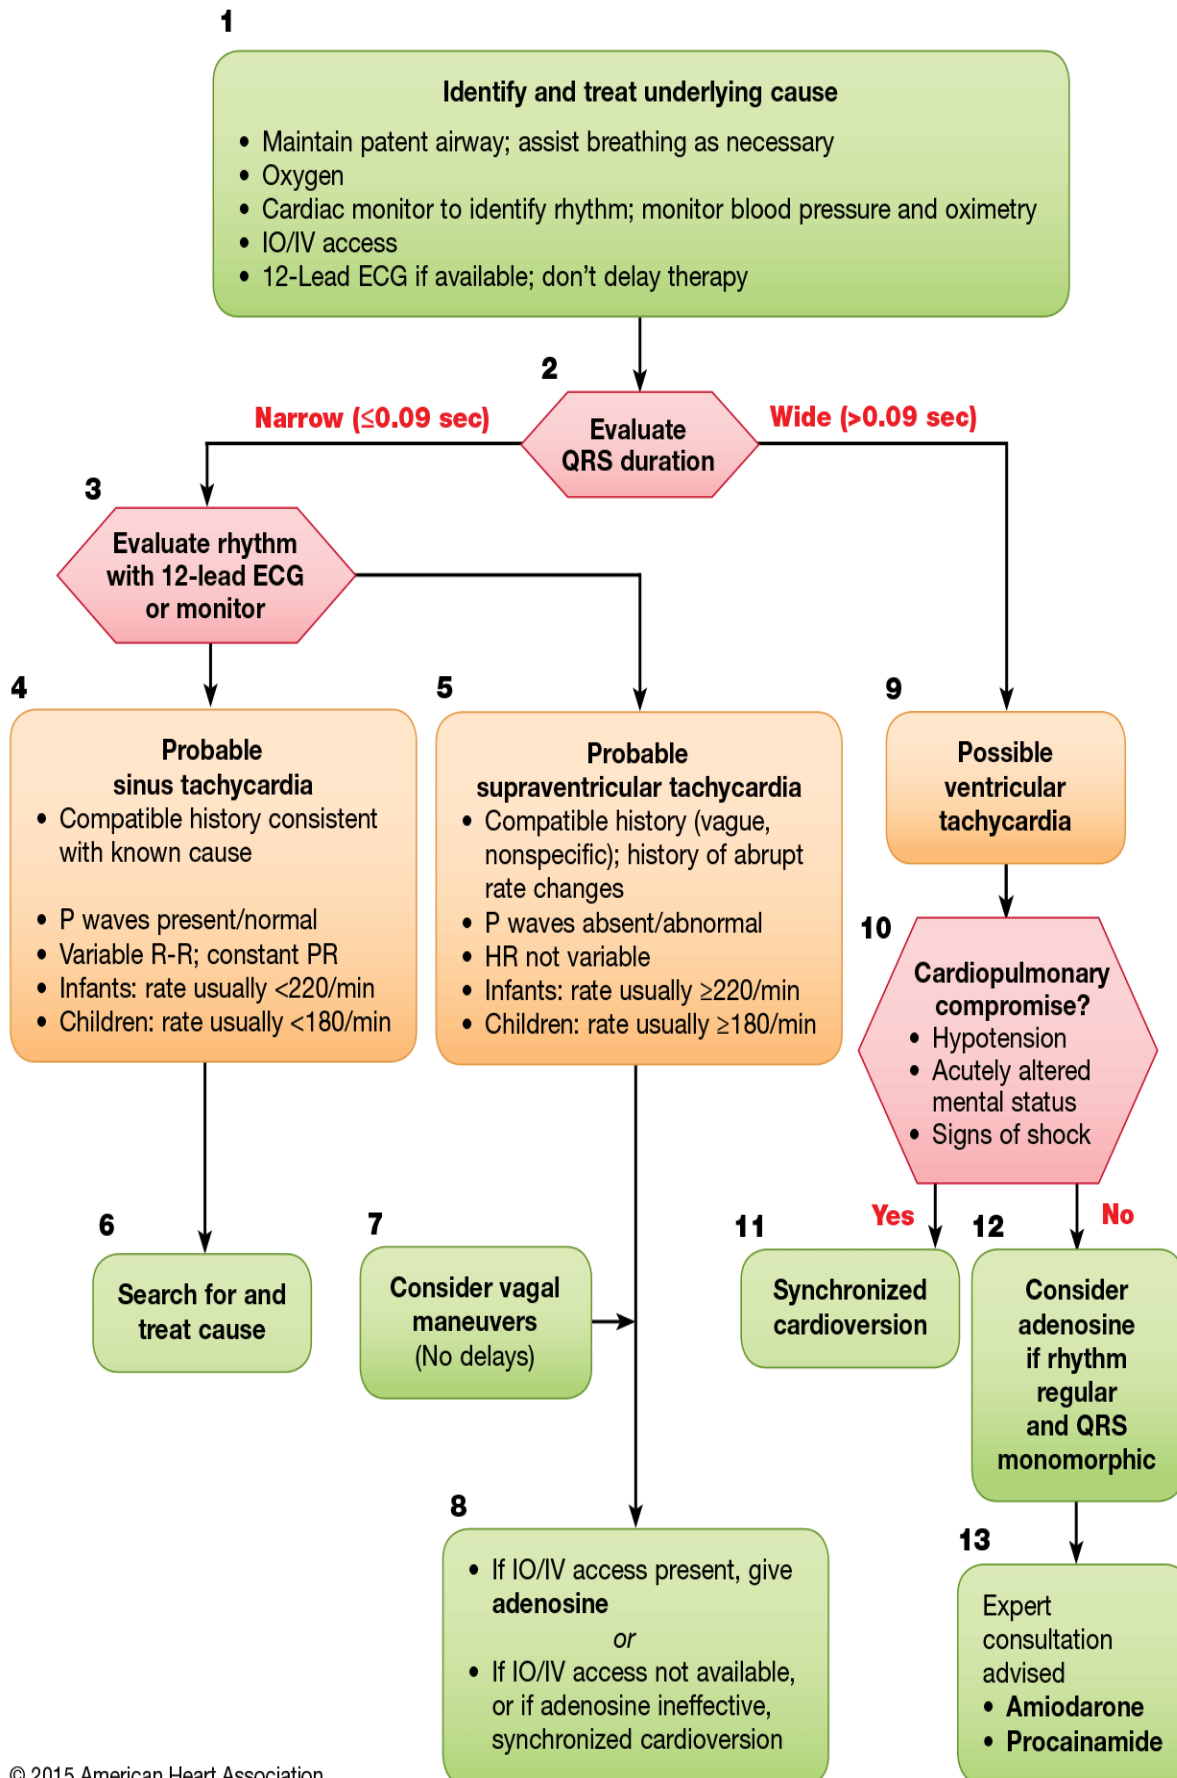 1
Identify and treat underlying cause
• Maintain patent airway; assist breathing as necessary
• Oxygen
• Cardiac monitor to identify rhythm; monitor blood pressure and oximetry
• IO/IV access
• 12-Lead ECG if available; don't delay therapy
2
Narrow (≤0.09 sec)
Evaluate
QRS duration
Wide (>0.09 sec)
3
Evaluate rhythm
with 12-lead ECG
or monitor
4
Probable
sinus tachycardia
• Compatible history consistent
with known cause
• P waves present/normal
• Variable R-R; constant PR
• Infants: rate usually <220/min
• Children: rate usually <180/min
5
Probable
supraventricular tachycardia
• Compatible history (vague,
nonspecific); history of abrupt
rate changes
• P waves absent/abnormal
• HR not variable
• Infants: rate usually ≥220/min
• Children: rate usually ≥180/min
9
Possible
ventricular
tachycardia
10
Cardiopulmonary
compromise?
• Hypotension
• Acutely altered
mental status
• Signs of shock
Yes
No
6
Search for and
treat cause
7
Consider vagal
maneuvers
(No delays)
11
Synchronized
cardioversion
12
Consider
adenosine
if rhythm
regular
and QRS
monomorphic
8
• If IO/IV access present, give
adenosine
or
• If IO/IV access not available,
or if adenosine ineffective,
synchronized cardioversion
13
Expert
consultation
advised
• Amiodarone
• Procainamide
© 2015 American Heart Association